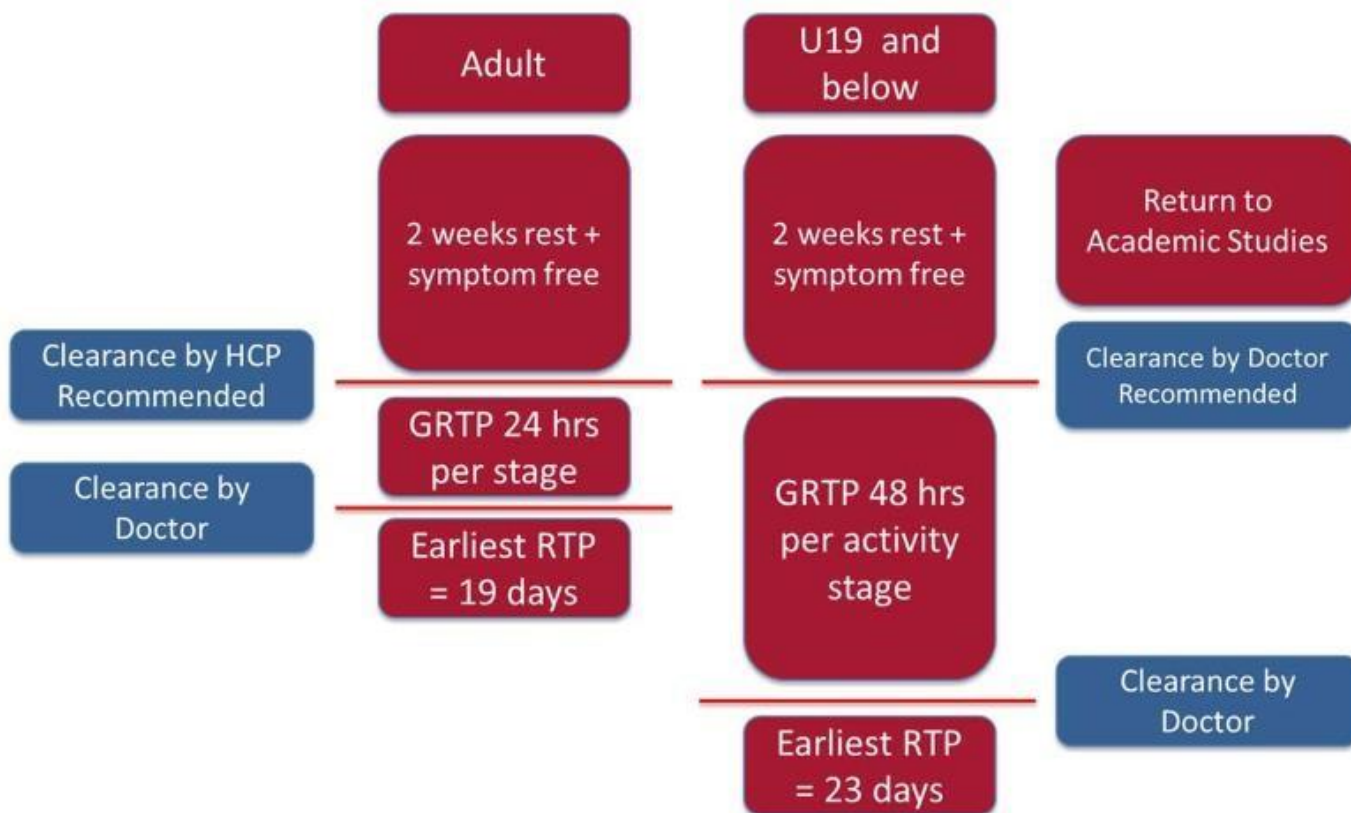 Adult
U19 and
below
2 weeks rest +
symptom free
2 weeks rest +
symptom free
Return to
Academic Studies
Clearance by HCP
Recommended
Clearance by Doctor
Recommended
GRTP 24 hrs
per stage
Clearance by
Doctor
GRTP 48 hrs
per activity
stage
Earliest RTP
= 19 days
Clearance by
Doctor
Earliest RTP
= 23 days